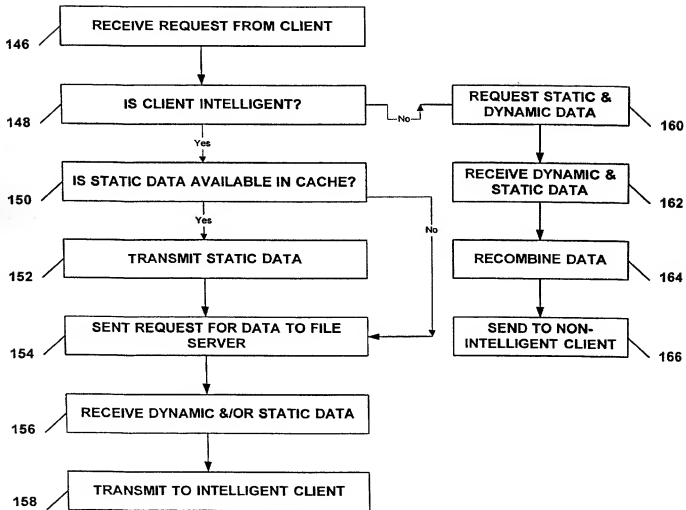 RECEIVE REQUEST FROM CLIENT
146
IS CLIENT INTELLIGENT?
148
No
REQUEST STATIC &
DYNAMIC DATA
160
Yes
IS STATIC DATA AVAILABLE IN CACHE?
150
RECEIVE DYNAMIC &
STATIC DATA
162
Yes
No
TRANSMIT STATIC DATA
152
RECOMBINE DATA
164
SENT REQUEST FOR DATA TO FILE
SERVER
154
SEND TO NON-
INTELLIGENT CLIENT
166
RECEIVE DYNAMIC &/OR STATIC DATA
156
TRANSMIT TO INTELLIGENT CLIENT
158